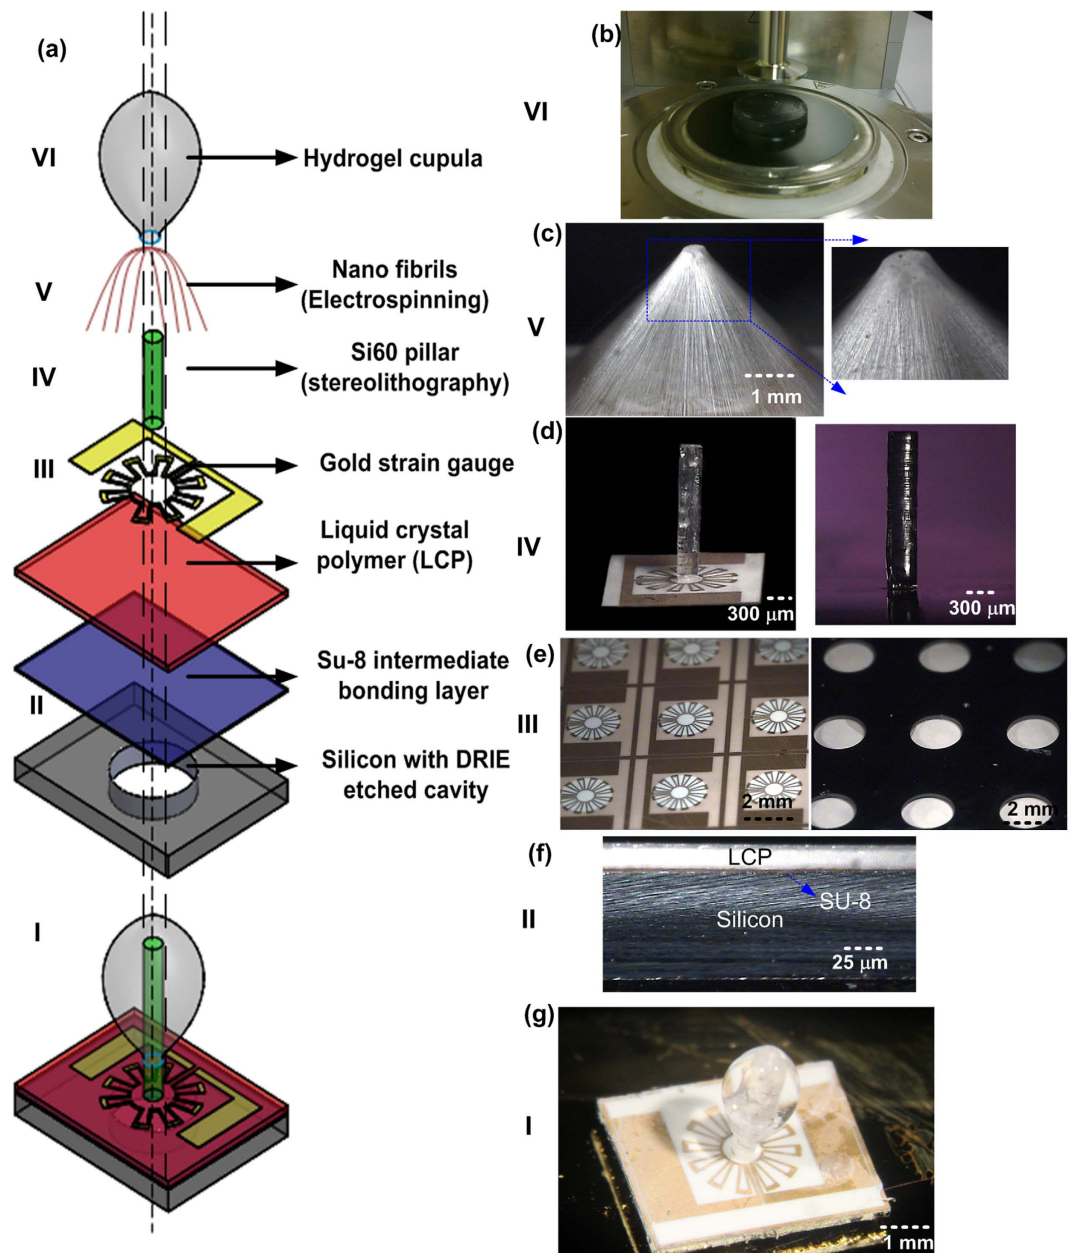 (a)
VI
Hydrogel cupula
V
Nano fibrils
(Electrospinning)
IV
Si60 pillar
(stereolithography)
III
Gold strain gauge
Liquid crystal
polymer (LCP)
II
Su-8 intermediate
bonding layer
Silicon with DRIE
etched cavity
I
(b)
VI
(c)
V
1 mm
(d)
IV
300 μm
300 μm
(e)
III
2 mm
2 mm
(f)
II
LCP
SU-8
Silicon
25 μm
(g)
I
1 mm